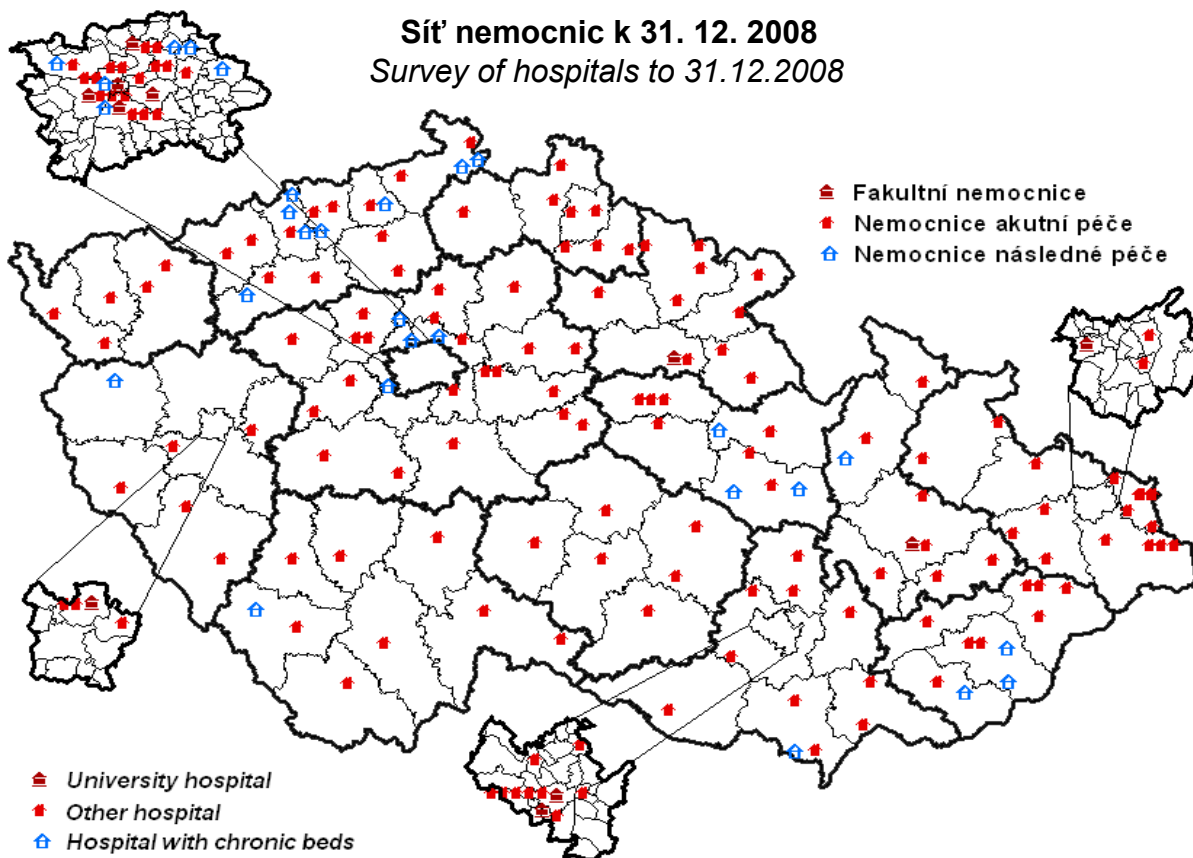 Síť nemocnic k 31. 12. 2008
Survey of hospitals to 31.12.2008
Fakultní nemocnice
Nemocnice akutní péče
Nemocnice následné péče
University hospital
Other hospital
Hospital with chronic beds